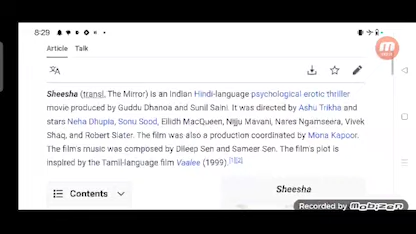 8:29
Article Talk
Sheesha (transl. The Mirror) is an Indian Hindi-language psychological erotic thriller
movie produced by Guddu Dhanoa and Sunil Saini. It was directed by Ashu Trikha and
stars Neha Dhupia, Sonu Sood, Eilidh MacQueen, Nijju Mavani, Nares Ngamseera, Vivek
Shaq, and Robert Slater. The film was also a production coordinated by Mona Kapoor.
The film's music was composed by Dileep Sen and Sameer Sen. The film's plot is
inspired by the Tamil-language film Vaalee (1999).[1][2]
Contents
Sheesha
Recorded by Mobizen